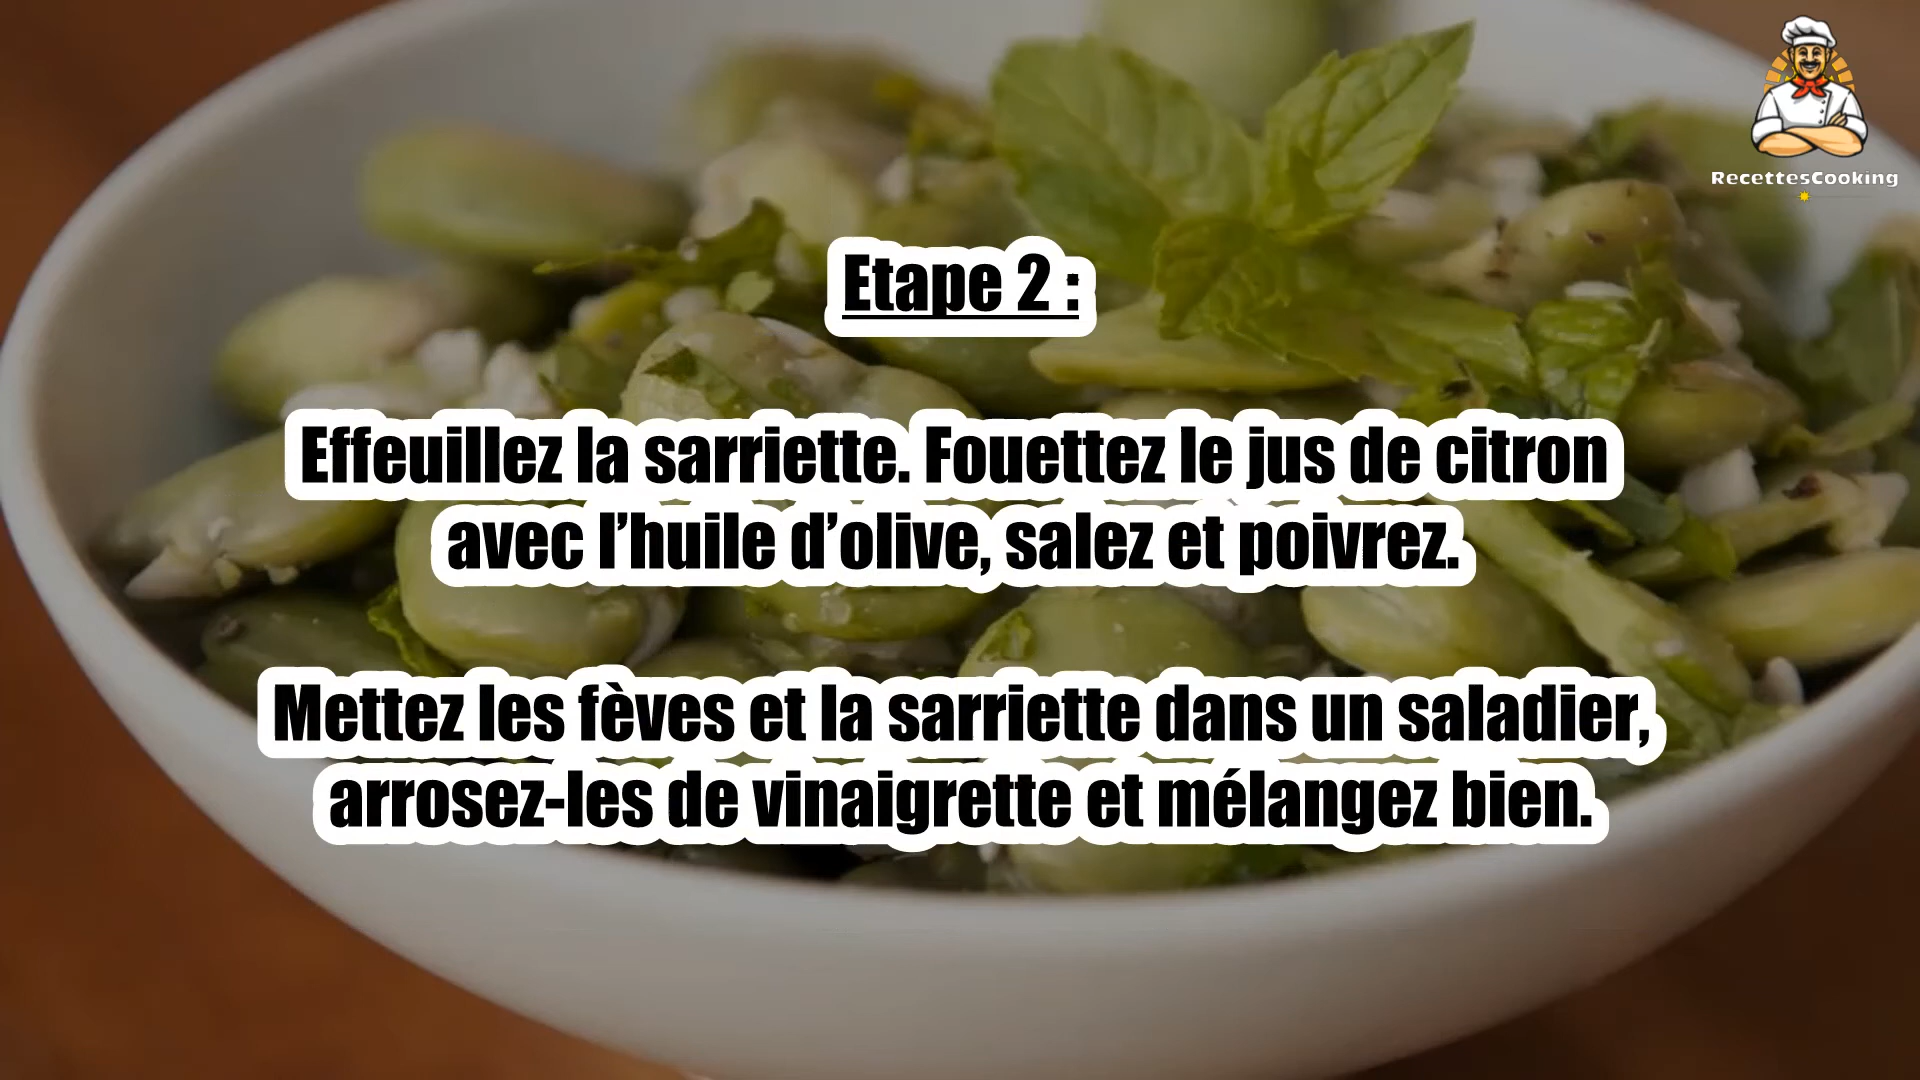 RecettesCooking
Etape 2 :
Effeuillez la sarriette. Fouettez le jus de citron
avec l’huile d’olive, salez et poivrez.
Mettez les fèves et la sarriette dans un saladier,
arrosez-les de vinaigrette et mélangez bien.